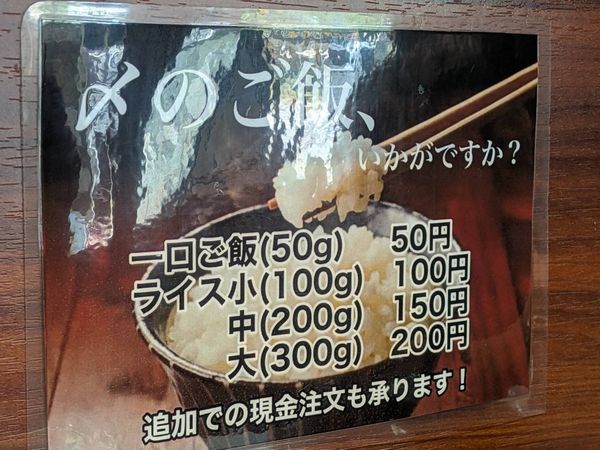 〆のご飯、
いかがですか？
一口ご飯(50g) 50円
ライス小(100g) 100円
中(200g) 150円
大(300g) 200円
追加での現金注文も承ります！